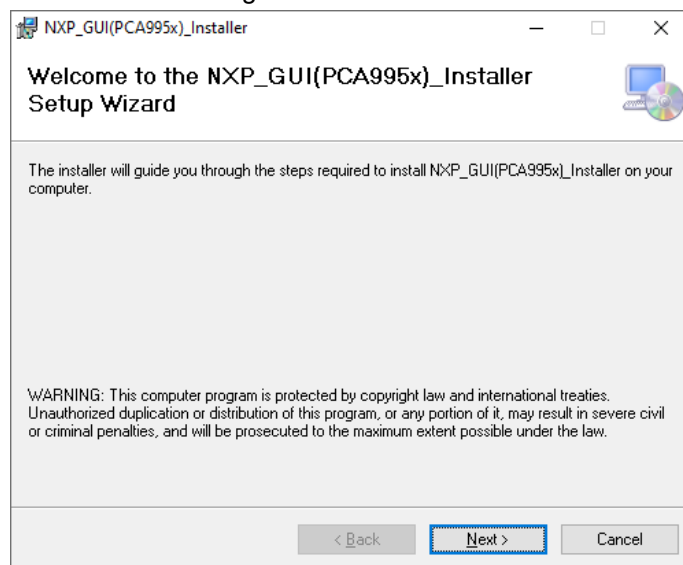 NXP_GUI(PCA995x)_Installer
Welcome to the NXP_GUI(PCA995x)_Installer
Setup Wizard
The installer will guide you through the steps required to install NXP_GUI(PCA995x)_Installer on your
computer.
WARNING: This computer program is protected by copyright law and international treaties.
Unauthorized duplication or distribution of this program, or any portion of it, may result in severe civil
or criminal penalties, and will be prosecuted to the maximum extent possible under the law.
< Back
Next >
Cancel